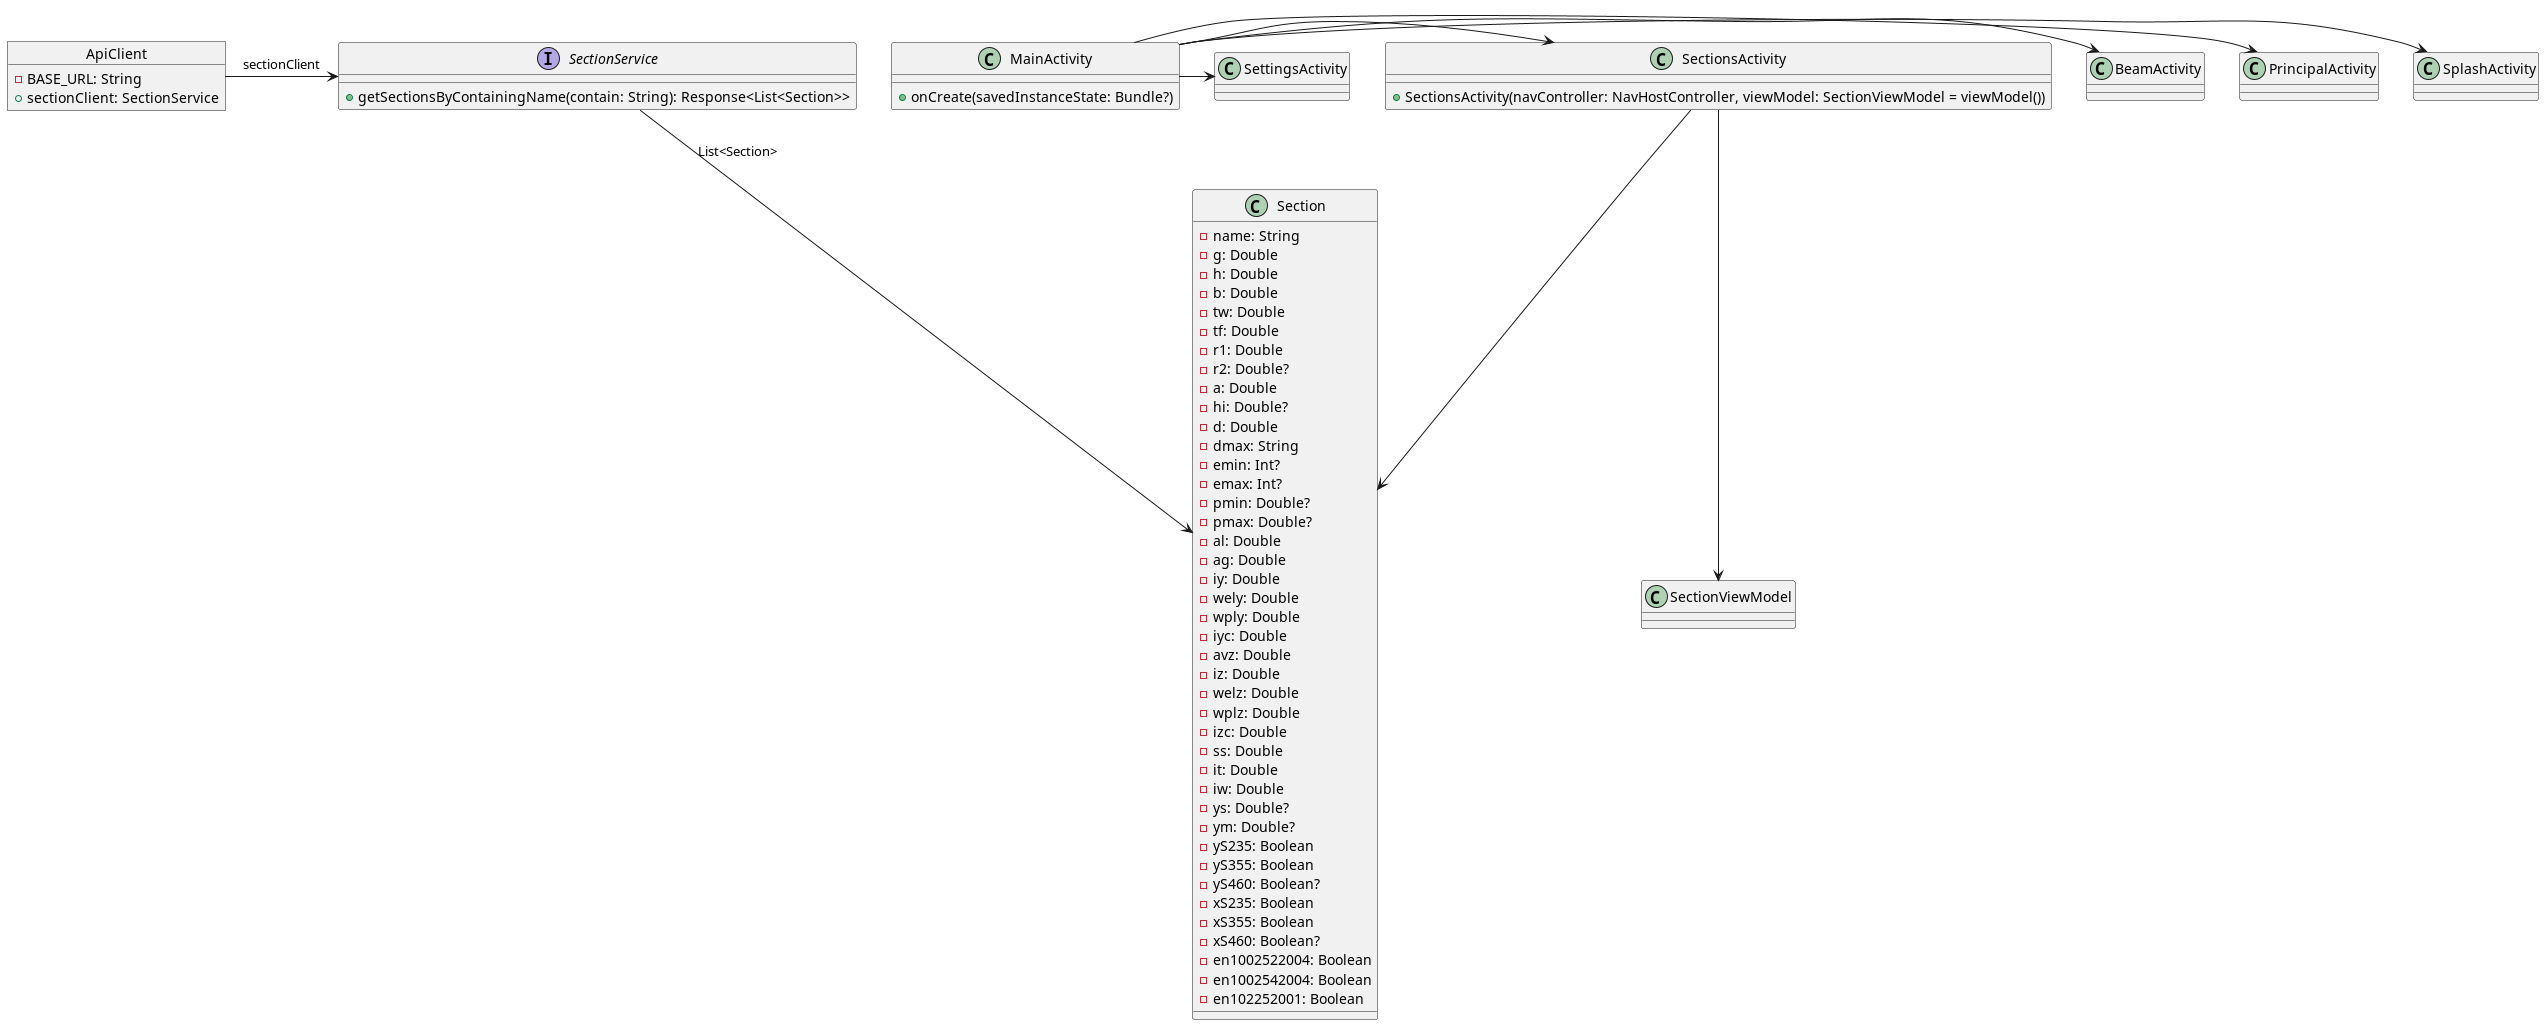 ApiClient
BASE_URL: String
sectionClient: SectionService
sectionClient
I SectionService
getSectionsByContainingName(contain: String): Response<List<Section>>
C MainActivity
onCreate(savedInstanceState: Bundle?)
C SettingsActivity
C SectionsActivity
SectionsActivity(navController: NavHostController, viewModel: SectionViewModel = viewModel())
C BeamActivity
C PrincipalActivity
C SplashActivity
List<Section>
C Section
name: String
g: Double
h: Double
b: Double
tw: Double
tf: Double
r1: Double
r2: Double?
a: Double
hi: Double?
d: Double
dmax: String
emin: Int?
emax: Int?
pmin: Double?
pmax: Double?
al: Double
ag: Double
iy: Double
wely: Double
wply: Double
iyc: Double
avz: Double
iz: Double
welz: Double
wplz: Double
izc: Double
ss: Double
it: Double
iw: Double
ys: Double?
ym: Double?
yS235: Boolean
yS355: Boolean
yS460: Boolean?
xS235: Boolean
xS355: Boolean
xS460: Boolean?
en1002522004: Boolean
en1002542004: Boolean
en102252001: Boolean
C SectionViewModel